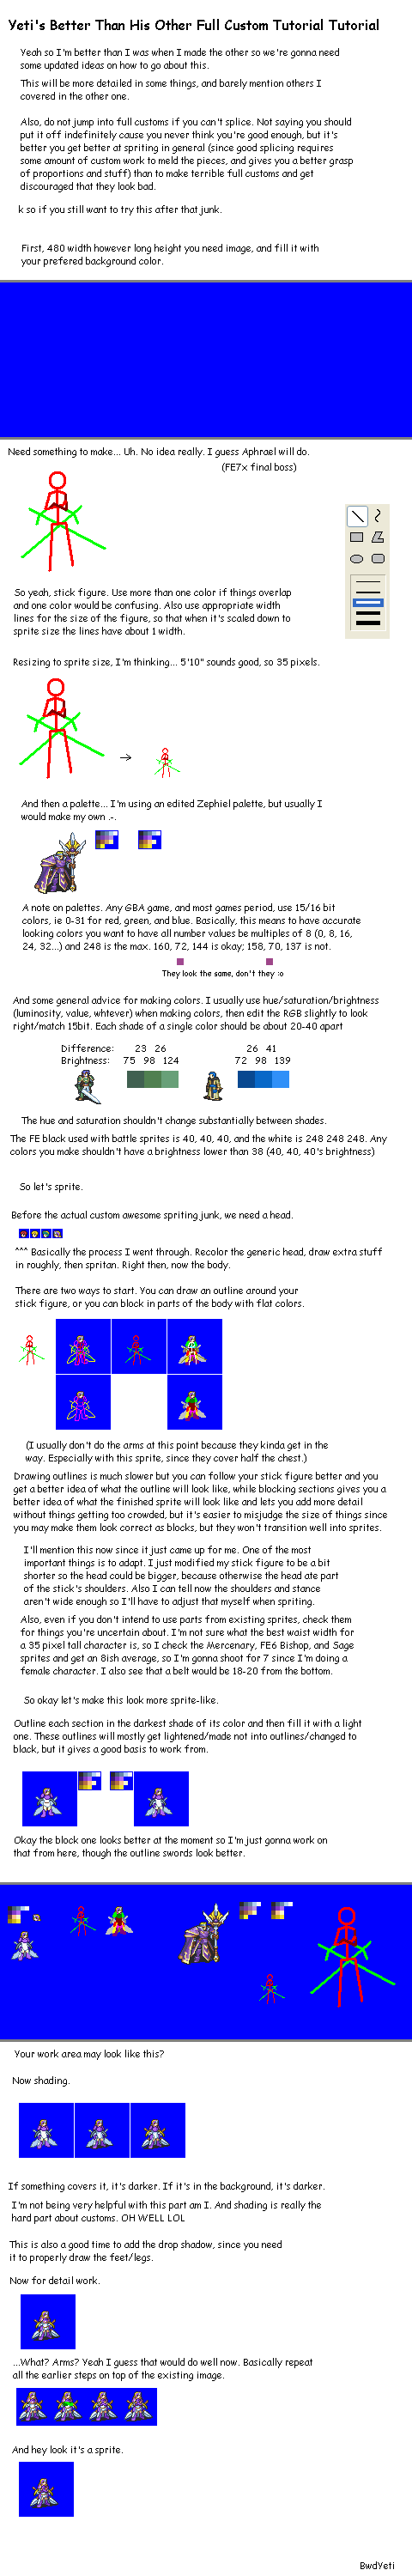 Yeti's Better Than His Other Full Custom Tutorial Tutorial
Yeah so I'm better than I was when I made the other so we're gonna need
some updated ideas on how to go about this.
This will be more detailed in some things, and barely mention others I
covered in the other one.
Also, do not jump into full customs if you can't splice. Not saying you should
put it off indefinitely cause you never think you're good enough, but it's
better you get better at spriting in general (since good splicing requires
some amount of custom work to meld the pieces, and gives you a better grasp
of proportions and stuff) than to make terrible full customs and get
discouraged that they look bad.
k so if you still want to try this after that junk.
First, 480 width however long height you need image, and fill it with
your prefered background color.
Need something to make... Uh. No idea really. I guess Aphrael will do.
(FE7x final boss)
So yeah, stick figure. Use more than one color if things overlap
and one color would be confusing. Also use appropriate width
lines for the size of the figure, so that when it's scaled down to
sprite size the lines have about 1 width.
Resizing to sprite size, I'm thinking... 5'10" sounds good, so 35 pixels.
And then a palette... I'm using an edited Zephiel palette, but usually I
would make my own .-.
A note on palettes. Any GBA game, and most games period, use 15/16 bit
colors, ie 0-31 for red, green, and blue. Basically, this means to have accurate
looking colors you want to have all number values be multiples of 8 (0, 8, 16,
24, 32...) and 248 is the max. 160, 72, 144 is okay; 158, 70, 137 is not.
They look the same, don't they :o
And some general advice for making colors. I usually use hue/saturation/brightness
(luminosity, value, whtever) when making colors, then edit the RGB slightly to look
right/match 15bit. Each shade of a single color should be about 20-40 apart
Difference: 23 26 26 41
Brightness: 75 98 124 72 98 139
The hue and saturation shouldn't change substantially between shades.
The FE black used with battle sprites is 40, 40, 40, and the white is 248 248 248. Any
colors you make shouldn't have a brightness lower than 38 (40, 40, 40's brightness)
So let's sprite.
Before the actual custom awesome spriting junk, we need a head.
^^^ Basically the process I went through. Recolor the generic head, draw extra stuff
in roughly, then spritan. Right then, now the body.
There are two ways to start. You can draw an outline around your
stick figure, or you can block in parts of the body with flat colors.
(I usually don't do the arms at this point because they kinda get in the
way. Especially with this sprite, since they cover half the chest.)
Drawing outlines is much slower but you can follow your stick figure better and you
get a better idea of what the outline will look like, while blocking sections gives you a
better idea of what the finished sprite will look like and lets you add more detail
without things getting too crowded, but it's easier to misjudge the size of things since
you may make them look correct as blocks, but they won't transition well into sprites.
I'll mention this now since it just came up for me. One of the most
important things is to adapt. I just modified my stick figure to be a bit
shorter so the head could be bigger, because otherwise the head ate part
of the stick's shoulders. Also I can tell now the shoulders and stance
aren't wide enough so I'll have to adjust that myself when spriting.
Also, even if you don't intend to use parts from existing sprites, check them
for things you're uncertain about. I'm not sure what the best waist width for
a 35 pixel tall character is, so I check the Mercenary, FE6 Bishop, and Sage
sprites and get an 8ish average, so I'm gonna shoot for 7 since I'm doing a
female character. I also see that a belt would be 18-20 from the bottom.
So okay let's make this look more sprite-like.
Outline each section in the darkest shade of its color and then fill it with a light
one. These outlines will mostly get lightened/made not into outlines/changed to
black, but it gives a good basis to work from.
Okay the block one looks better at the moment so I'm just gonna work on
that from here, though the outline swords look better.
Your work area may look like this?
Now shading.
If something covers it, it's darker. If it's in the background, it's darker.
I'm not being very helpful with this part am I. And shading is really the
hard part about customs. OH WELL LOL
This is also a good time to add the drop shadow, since you need
it to properly draw the feet/legs.
Now for detail work.
...What? Arms? Yeah I guess that would do well now. Basically repeat
all the earlier steps on top of the existing image.
And hey look it's a sprite.
BwdYeti